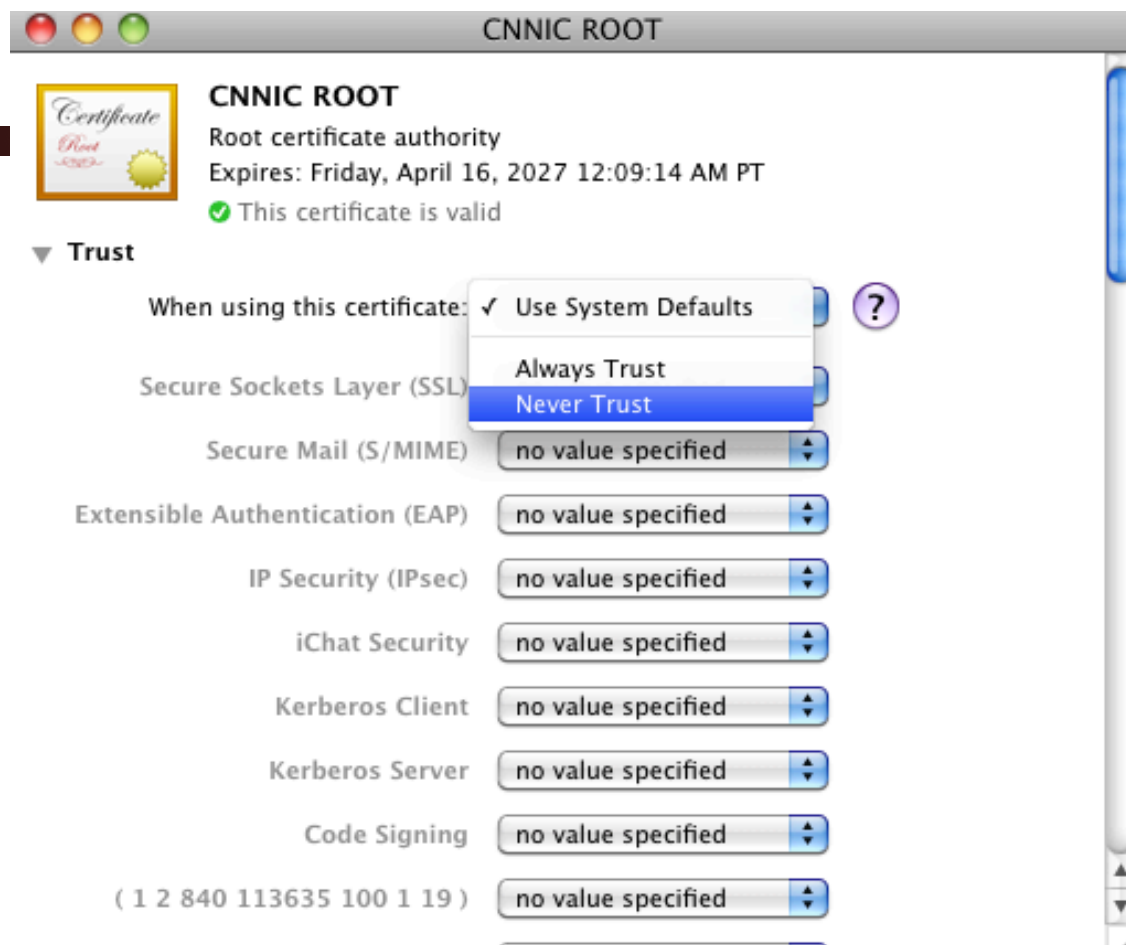 CNNIC ROOT
Certificate
Root
CNNIC ROOT
Root certificate authority
Expires: Friday, April 16, 2027 12:09:14 AM PT
This certificate is valid
Trust
When using this certificate: ✓ Use System Defaults ?
Always Trust
Secure Sockets Layer (SSL)
Never Trust
Secure Mail (S/MIME) no value specified
Extensible Authentication (EAP) no value specified
IP Security (IPsec) no value specified
iChat Security no value specified
Kerberos Client no value specified
Kerberos Server no value specified
Code Signing no value specified
( 1 2 840 113635 100 1 19 ) no value specified